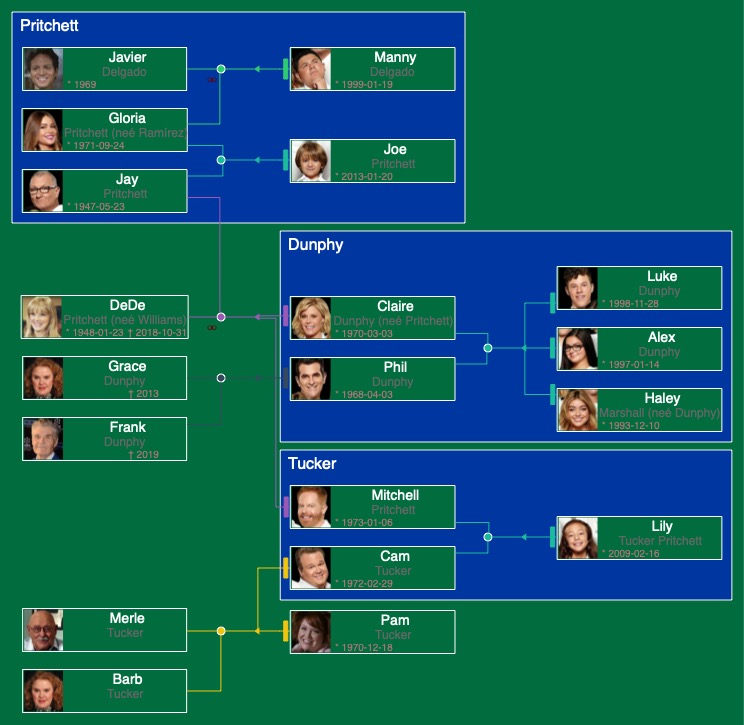 Pritchett
Javier
Delgado
* 1969
Manny
Delgado
* 1999-01-19
Gloria
Pritchett (neé Ramírez)
* 1971-09-24
Joe
Pritchett
* 2013-01-20
Jay
Pritchett
* 1947-05-23
Dunphy
DeDe
Pritchett (neé Williams)
* 1948-01-23 † 2018-10-31
Claire
Dunphy (neé Pritchett)
* 1970-03-03
Luke
Dunphy
* 1998-11-28
Alex
Dunphy
* 1997-01-14
Grace
Dunphy
† 2013
Phil
Dunphy
* 1968-04-03
Haley
Marshall (neé Dunphy)
* 1993-12-10
Frank
Dunphy
† 2019
Tucker
Mitchell
Pritchett
* 1973-01-06
Lily
Tucker Pritchett
* 2009-02-16
Cam
Tucker
* 1972-02-29
Merle
Tucker
Pam
Tucker
* 1970-12-18
Barb
Tucker